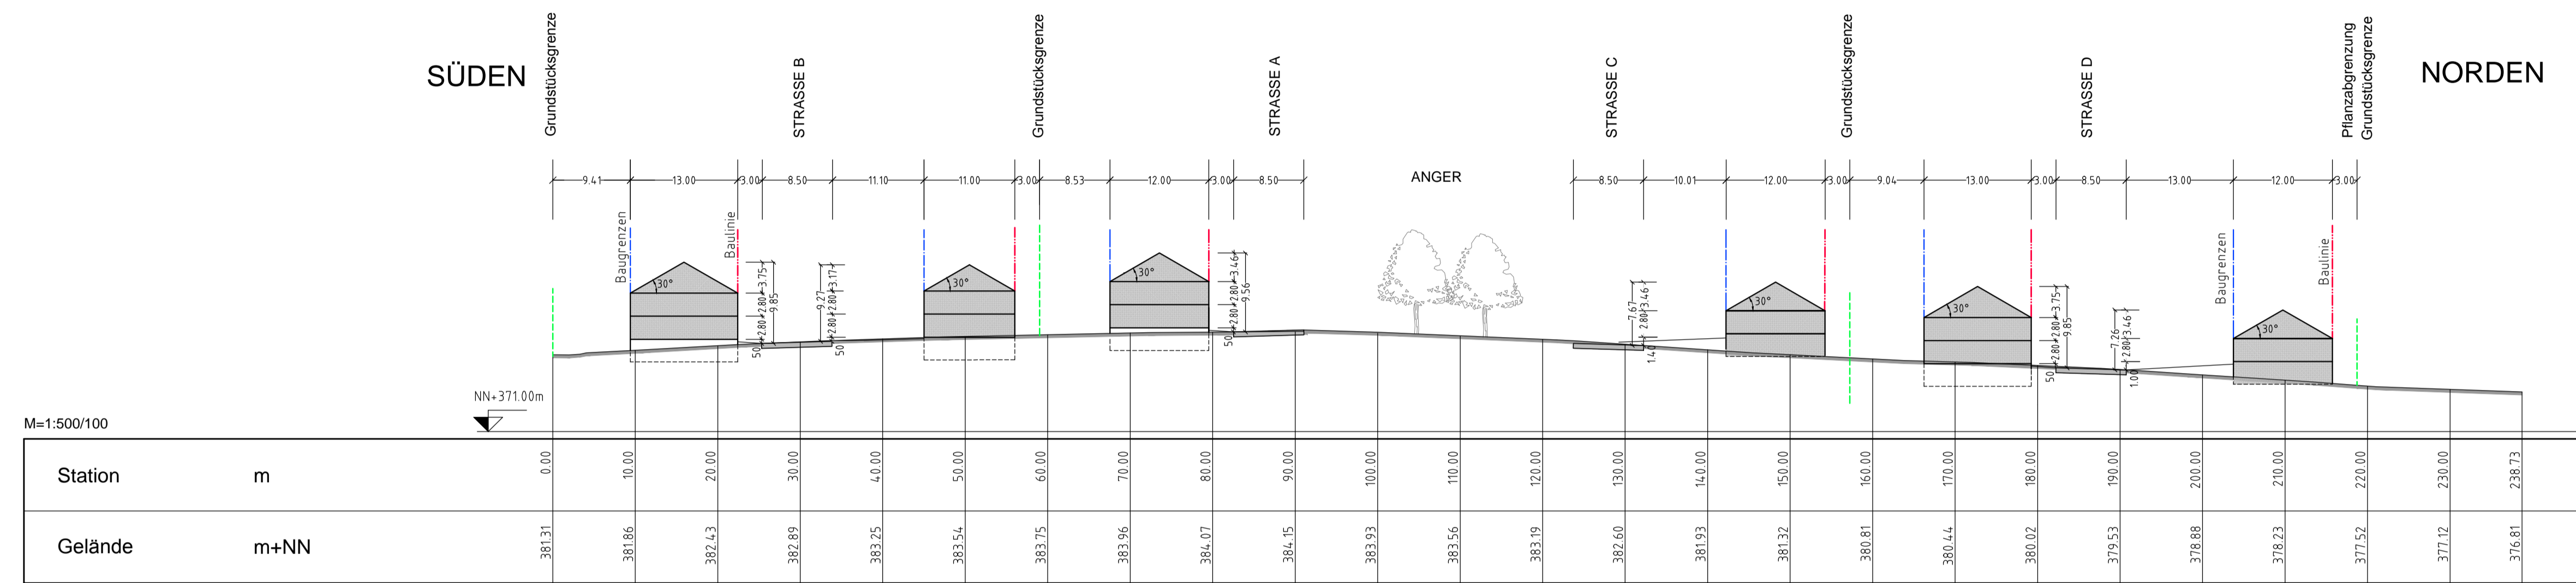 SÜDEN
Grundstücksgrenze
STRASSE B
Grundstücksgrenze
STRASSE A
STRASSE C
Grundstücksgrenze
STRASSE D
Pflanzabgrenzung
Grundstücksgrenze
NORDEN
9.41 13.00 3.00 8.50 11.10 11.00 3.00 8.53 12.00 3.00 8.50
ANGER
8.50 10.01 12.00 3.00 9.04 13.00 3.00 8.50 13.00 12.00 3.00
Baugrenzen
Baulinie
30°
50 2.80 2.80 3.75
9.85
9.27
50 2.80 2.80 3.17
30°
30°
50 2.80 2.80 3.46
9.56
7.67
1.40 2.80 3.46
30°
30°
50 2.80 2.80 3.75
9.85
7.26
1.00 2.80 3.46
Baugrenzen
Baulinie
30°
NN+371.00m
M=1:500/100
Station m 0.00 10.00 20.00 30.00 40.00 50.00 60.00 70.00 80.00 90.00 100.00 110.00 120.00 130.00 140.00 150.00 160.00 170.00 180.00 190.00 200.00 210.00 220.00 230.00 238.73
Gelände m+NN 381.31 381.86 382.43 382.89 383.25 383.54 383.75 383.96 384.07 384.15 383.93 383.56 383.19 382.60 381.93 381.32 380.81 380.44 380.02 379.53 378.88 378.23 377.52 377.12 376.81